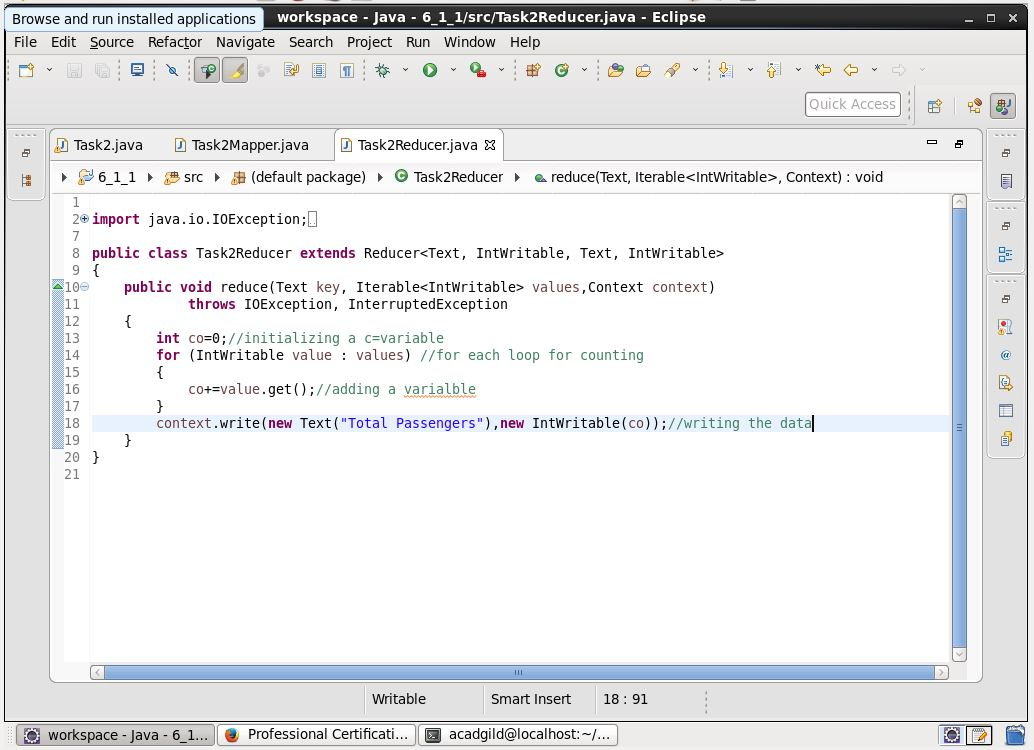 Browse and run installed applications
workspace - Java - 6_1_1/src/Task2Reducer.java - Eclipse
File Edit Source Refactor Navigate Search Project Run Window Help
Quick Access
Task2.java Task2Mapper.java Task2Reducer.java
6_1_1 src (default package) Task2Reducer reduce(Text, Iterable<IntWritable>, Context) : void
1
2 import java.io.IOException;
7
8 public class Task2Reducer extends Reducer<Text, IntWritable, Text, IntWritable>
9 {
10 public void reduce(Text key, Iterable<IntWritable> values,Context context)
11 throws IOException, InterruptedException
12 {
13 int co=0;//initializing a c=variable
14 for (IntWritable value : values) //for each loop for counting
15 {
16 co+=value.get();//adding a varialble
17 }
18 context.write(new Text("Total Passengers"),new IntWritable(co));//writing the data
19 }
20 }
21
Writable Smart Insert 18 : 91
workspace - Java - 6_1... Professional Certificati... acadgild@localhost:~/...